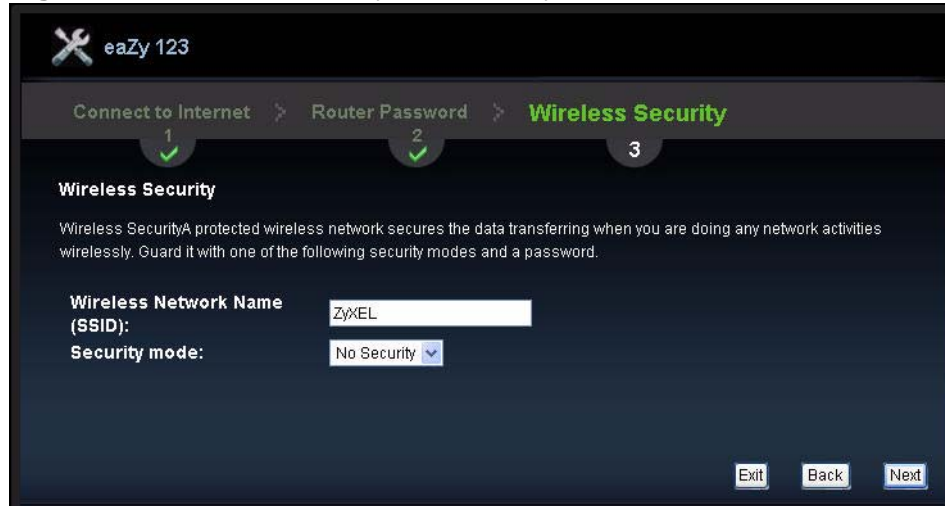 eaZy 123
Connect to Internet > Router Password > Wireless Security
1 2 3
Wireless Security
Wireless SecurityA protected wireless network secures the data transferring when you are doing any network activities
wirelessly. Guard it with one of the following security modes and a password.
Wireless Network Name
(SSID):
ZyXEL
Security mode:
No Security
Exit Back Next